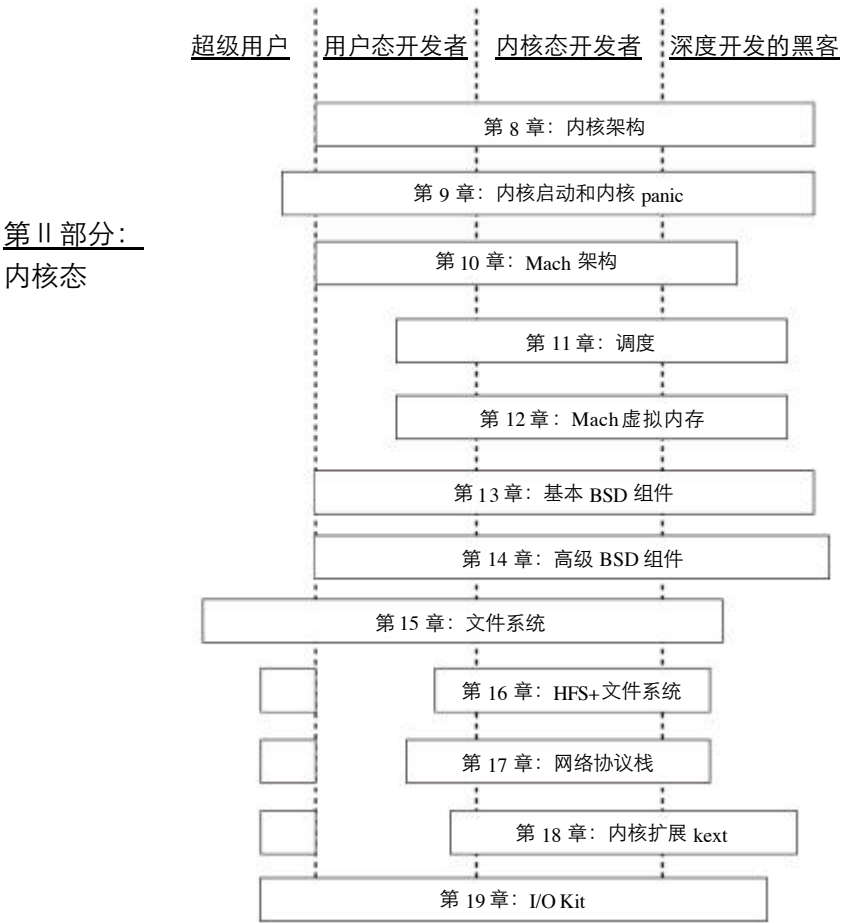 超级用户 用户态开发者 内核态开发者 深度开发的黑客
第 8 章：内核架构
第 9 章：内核启动和内核 panic
第Ⅱ部分：
内核态
第 10 章：Mach 架构
第 11 章：调度
第 12 章：Mach 虚拟内存
第 13 章：基本 BSD 组件
第 14 章：高级 BSD 组件
第 15 章：文件系统
第 16 章：HFS+文件系统
第 17 章：网络协议栈
第 18 章：内核扩展 kext
第 19 章：I/O Kit